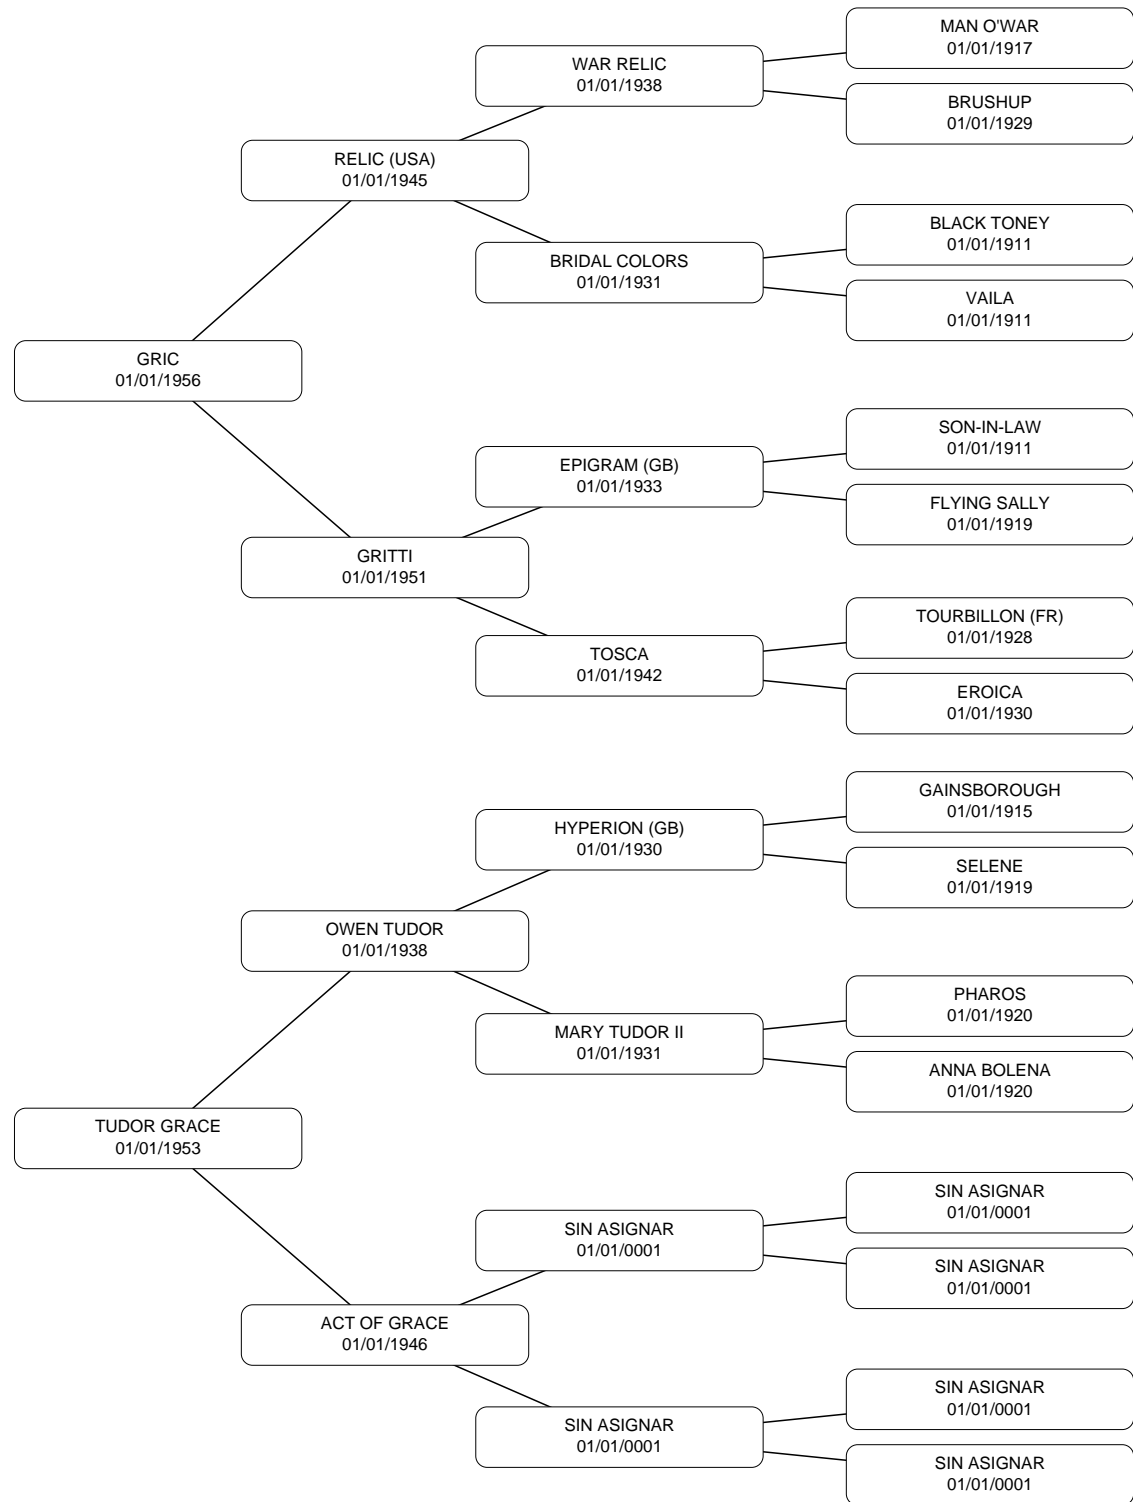 MAN O'WAR
01/01/1917
WAR RELIC
01/01/1938
BRUSHUP
01/01/1929
RELIC (USA)
01/01/1945
BLACK TONEY
01/01/1911
BRIDAL COLORS
01/01/1931
VAILA
01/01/1911
GRIC
01/01/1956
SON-IN-LAW
01/01/1911
EPIGRAM (GB)
01/01/1933
FLYING SALLY
01/01/1919
GRITTI
01/01/1951
TOURBILLON (FR)
01/01/1928
TOSCA
01/01/1942
EROICA
01/01/1930
GAINSBOROUGH
01/01/1915
HYPERION (GB)
01/01/1930
SELENE
01/01/1919
OWEN TUDOR
01/01/1938
PHAROS
01/01/1920
MARY TUDOR II
01/01/1931
ANNA BOLENA
01/01/1920
TUDOR GRACE
01/01/1953
SIN ASIGNAR
01/01/0001
SIN ASIGNAR
01/01/0001
SIN ASIGNAR
01/01/0001
ACT OF GRACE
01/01/1946
SIN ASIGNAR
01/01/0001
SIN ASIGNAR
01/01/0001
SIN ASIGNAR
01/01/0001